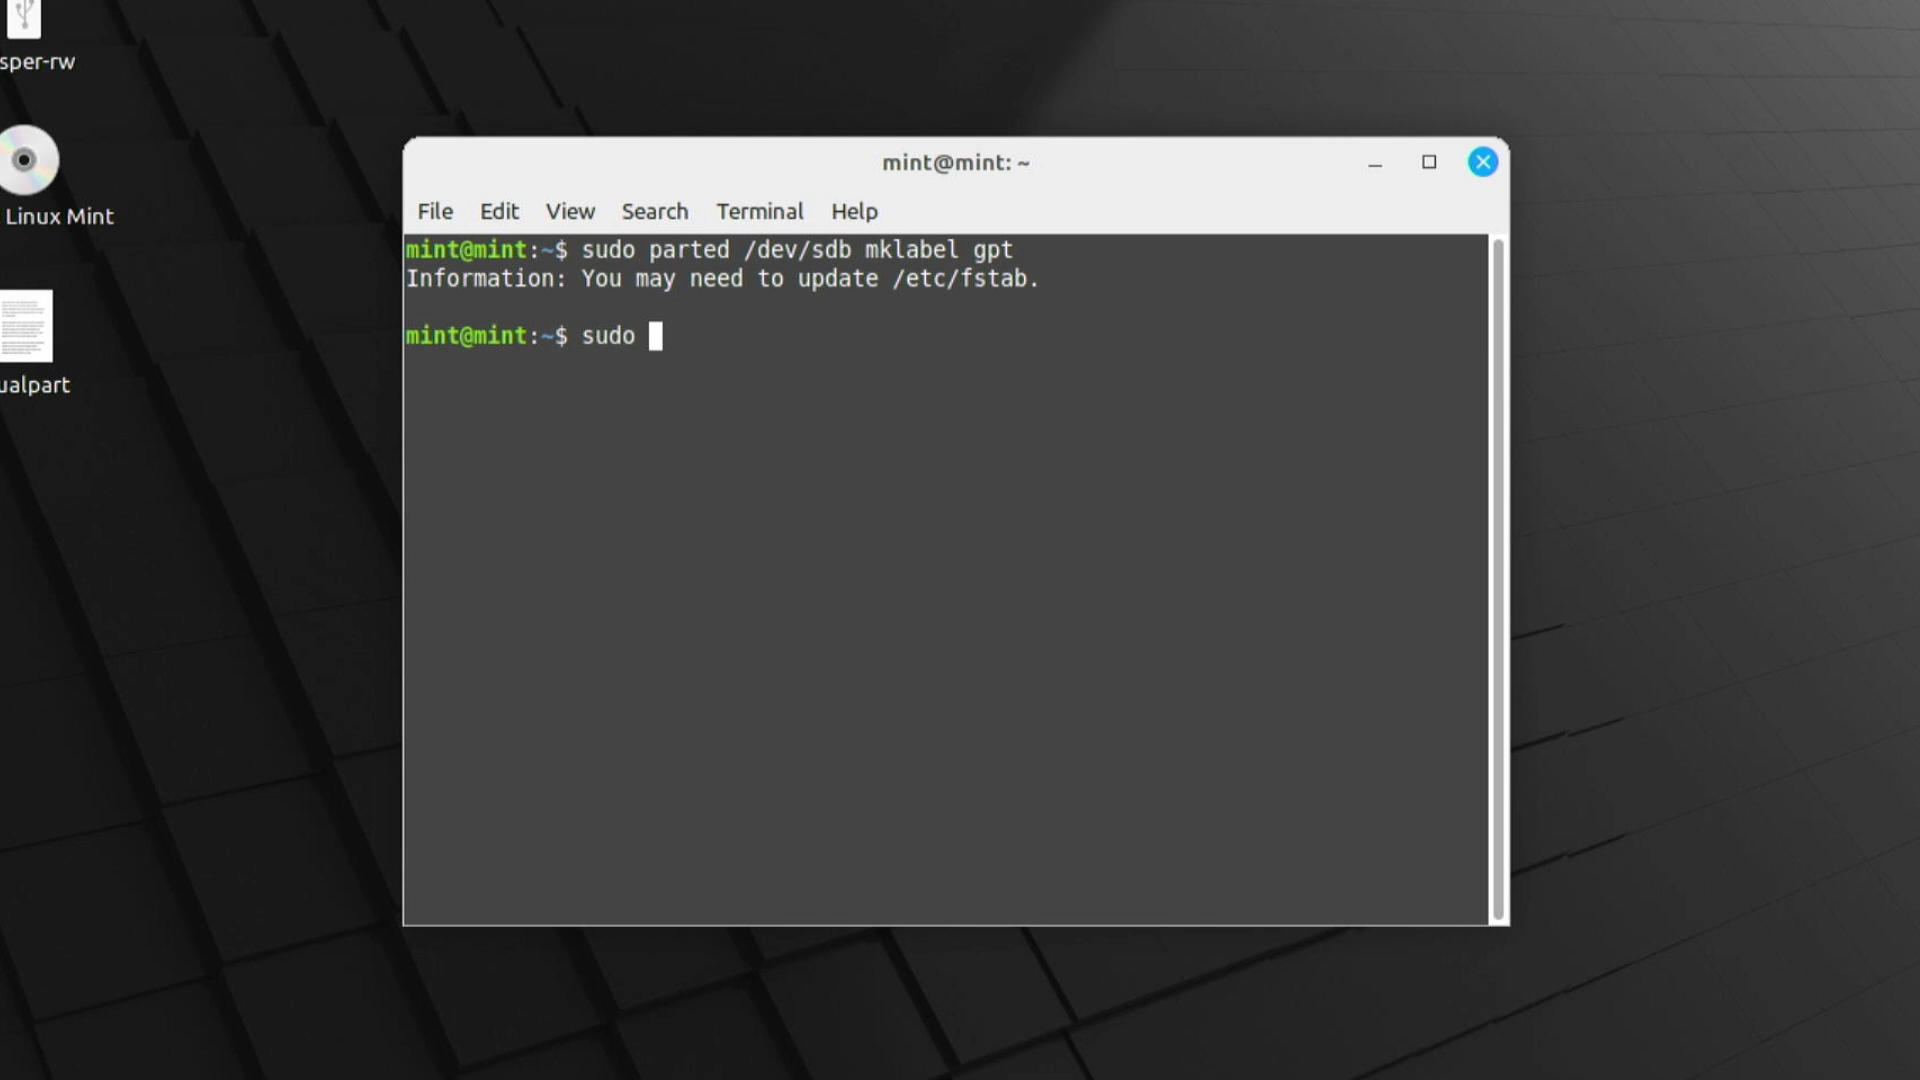 sper-rw
Linux Mint
ualpart
mint@mint: ~
File Edit View Search Terminal Help
mint@mint:~$ sudo parted /dev/sdb mklabel gpt
Information: You may need to update /etc/fstab.
mint@mint:~$ sudo